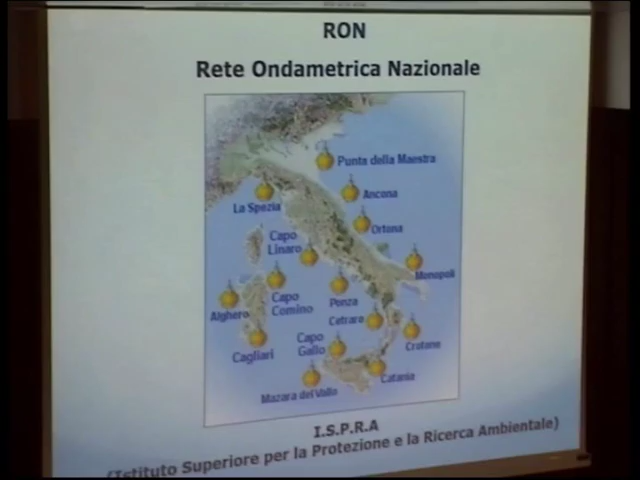 RON
Rete Ondametrica Nazionale
Punta della Maestra
Ancona
La Spezia
Ortona
Capo
Linaro
Monopoli
Capo
Comino
Ponza
Alghero
Cetraro
Crotone
Capo
Gallo
Cagliari
Catania
Mazara del Vallo
I.S.P.R.A
(Istituto Superiore per la Protezione e la Ricerca Ambientale)